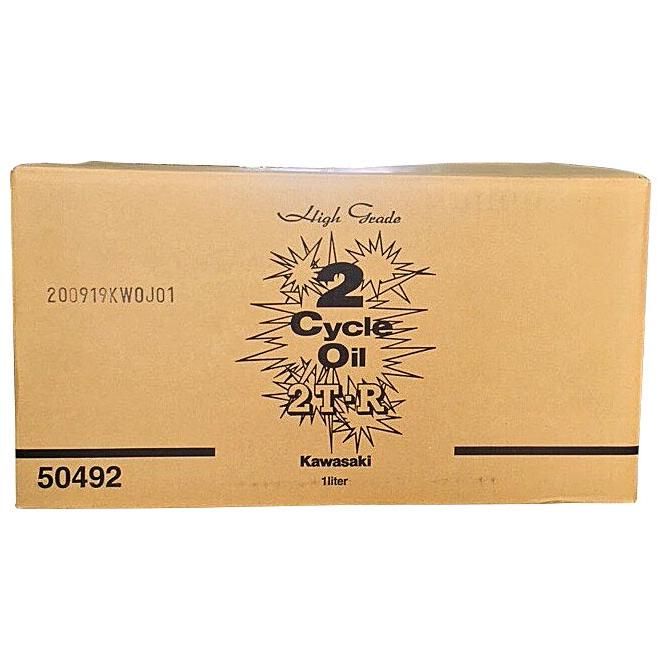 High Grade
2
Cycle
Oil
2T-R
200919KW0J01
Kawasaki
1liter
50492